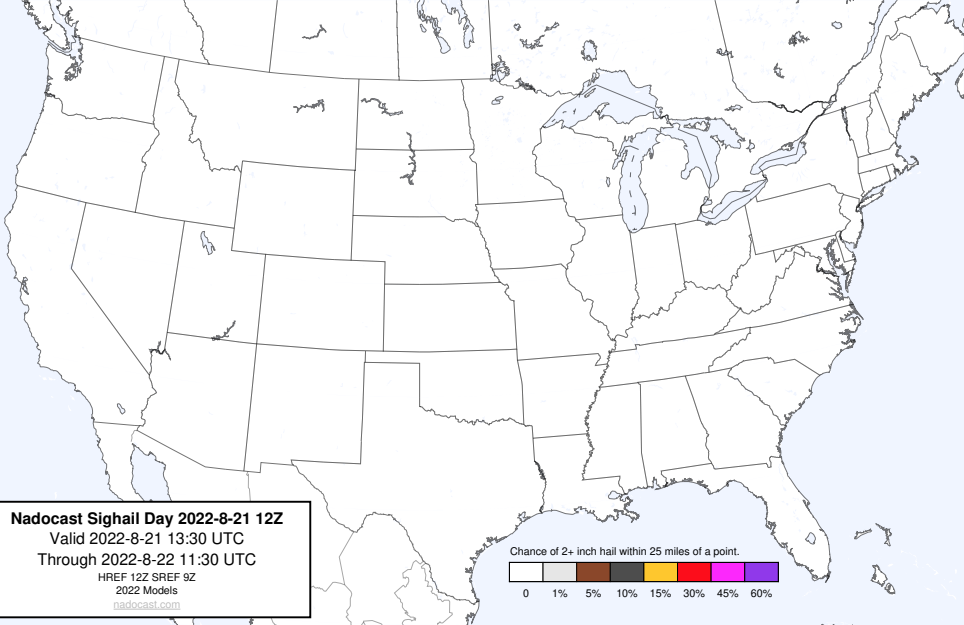 Nadocast Sighail Day 2022-8-21 12Z
Valid 2022-8-21 13:30 UTC
Through 2022-8-22 11:30 UTC
HREF 12Z SREF 9Z
2022 Models
nadocast.com
Chance of 2+ inch hail within 25 miles of a point.
0 1% 5% 10% 15% 30% 45% 60%